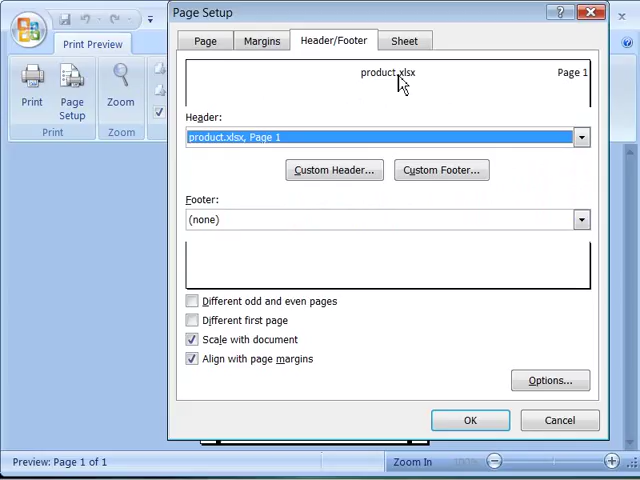 Page Setup
Page
Margins
Header/Footer
Sheet
product.xlsx
Page 1
Header:
product.xlsx, Page 1
Custom Header...
Custom Footer...
Footer:
(none)
Different odd and even pages
Different first page
Scale with document
Align with page margins
Options...
OK
Cancel
Print Preview
Print
Page
Setup
Zoom
Print
Zoom
Preview: Page 1 of 1
Zoom In
100%